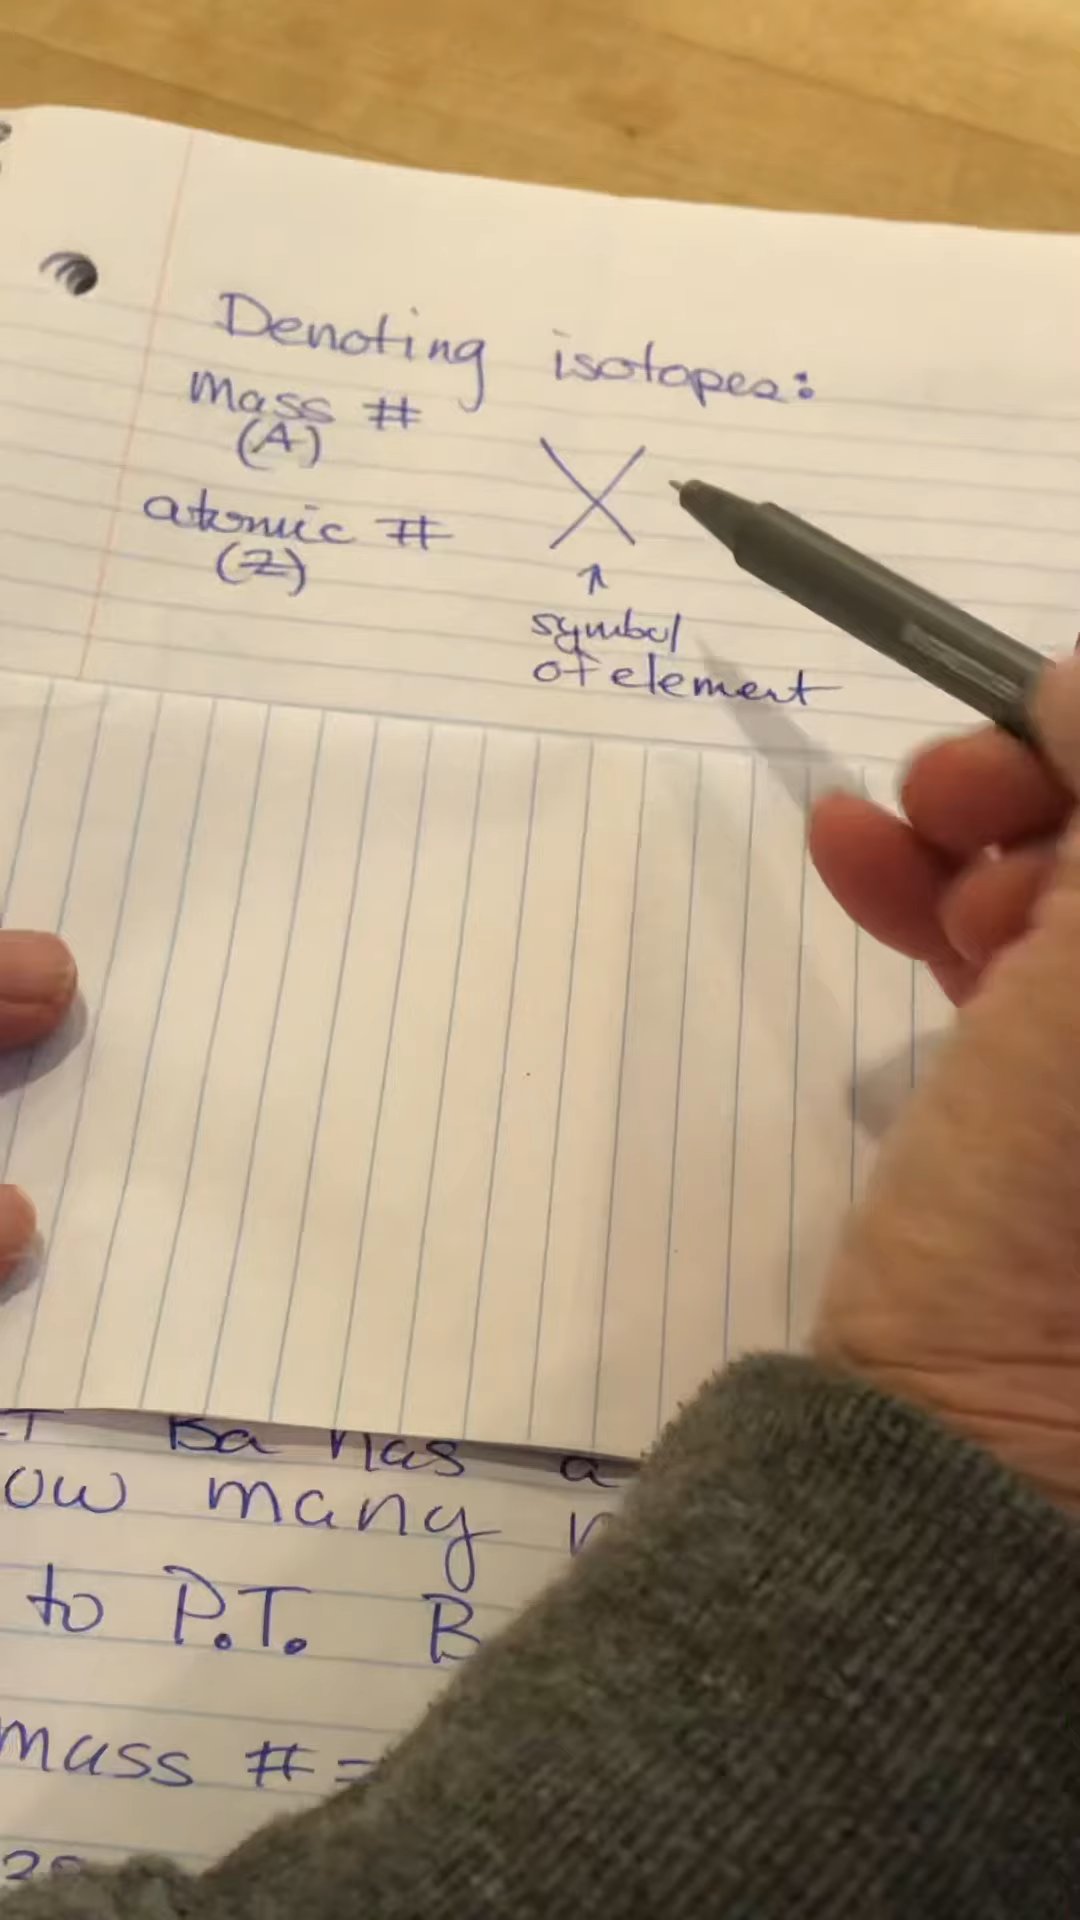 Denoting isotopes:
mass #
(A)
X
atomic #
(Z)
↑
symbol
of element
Ba has a
ow many
to P.T. B
mass # =